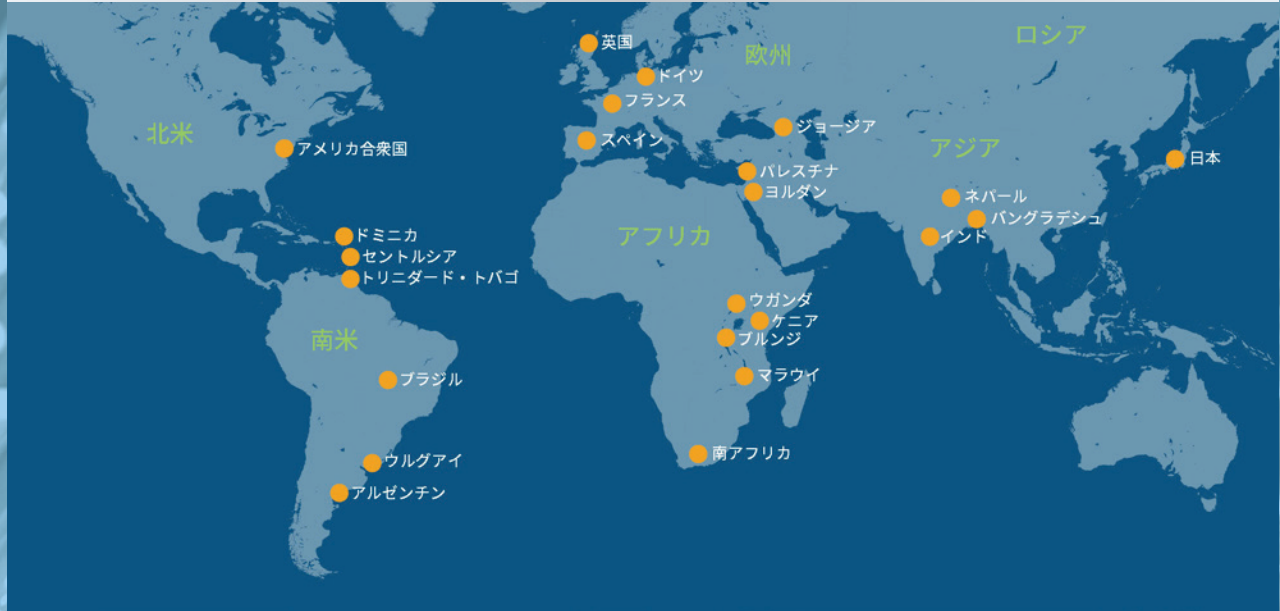 ロシア
英国
欧州
ドイツ
フランス
ジョージア
北米
スペイン
アジア
アメリカ合衆国
日本
パレスチナ
ヨルダン
ネパール
バングラデシュ
ドミニカ
アフリカ
インド
セントルシア
トリニダード・トバゴ
ウガンダ
ケニア
南米
ブルンジ
ブラジル
マラウイ
南アフリカ
ウルグアイ
アルゼンチン